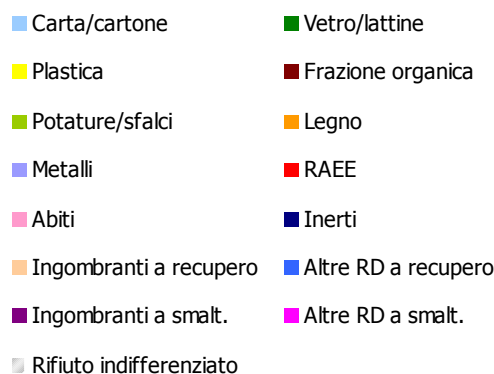 Carta/cartone Vetro/lattine
Plastica Frazione organica
Potature/sfalci Legno
Metalli RAEE
Abiti Inerti
Ingombranti a recupero Altre RD a recupero
Ingombranti a smalt. Altre RD a smalt.
Rifiuto indifferenziato